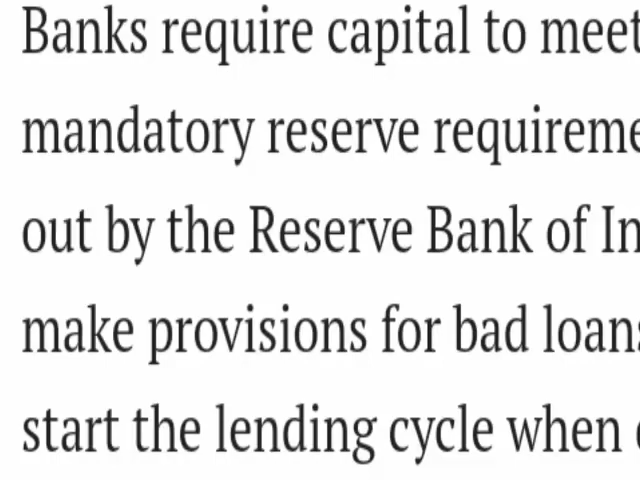 Banks require capital to meet
mandatory reserve requireme
out by the Reserve Bank of In
make provisions for bad loans
start the lending cycle when